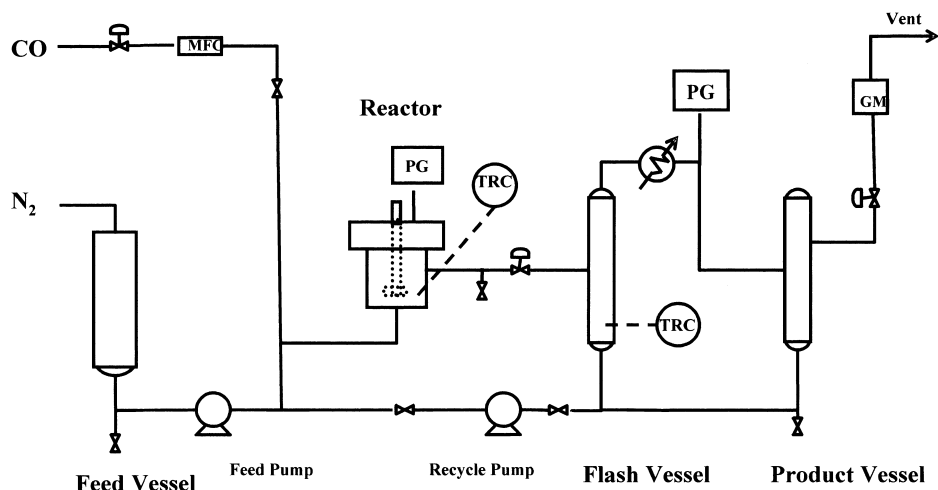 Vent
CO
MFC
PG
GM
Reactor
PG
TRC
N2
TRC
Feed Pump
Recycle Pump
Flash Vessel
Product Vessel
Feed Vessel